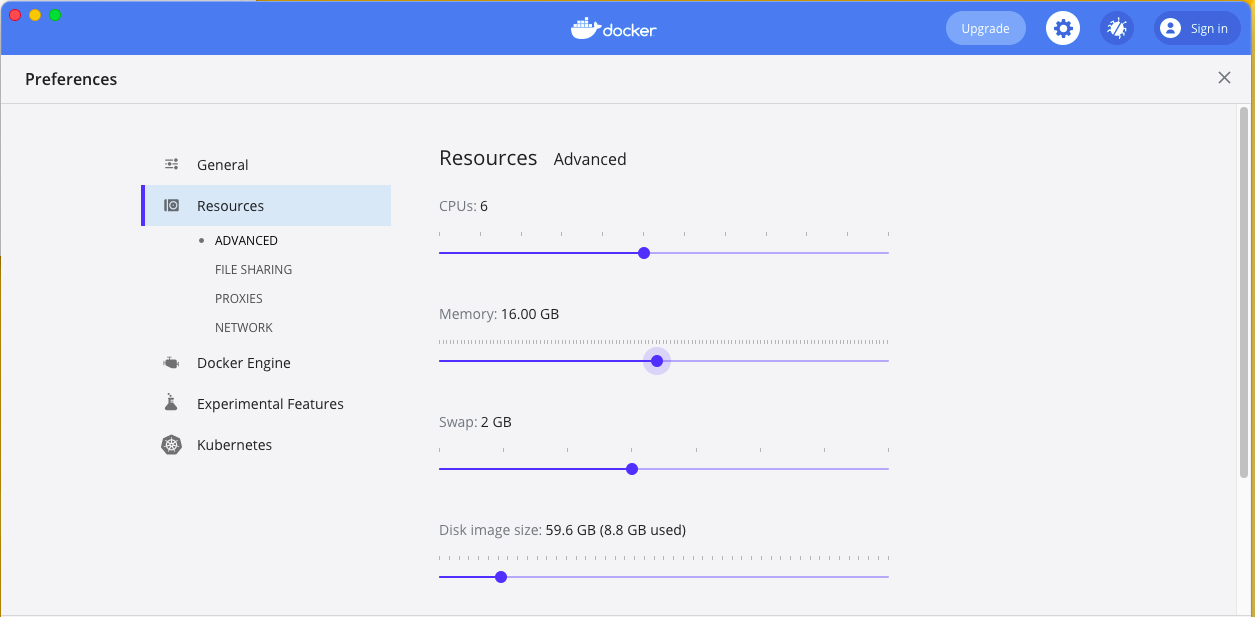 docker
Upgrade
Sign in
Preferences
General
Resources
ADVANCED
FILE SHARING
PROXIES
NETWORK
Docker Engine
Experimental Features
Kubernetes
Resources Advanced
CPUs: 6
Memory: 16.00 GB
Swap: 2 GB
Disk image size: 59.6 GB (8.8 GB used)